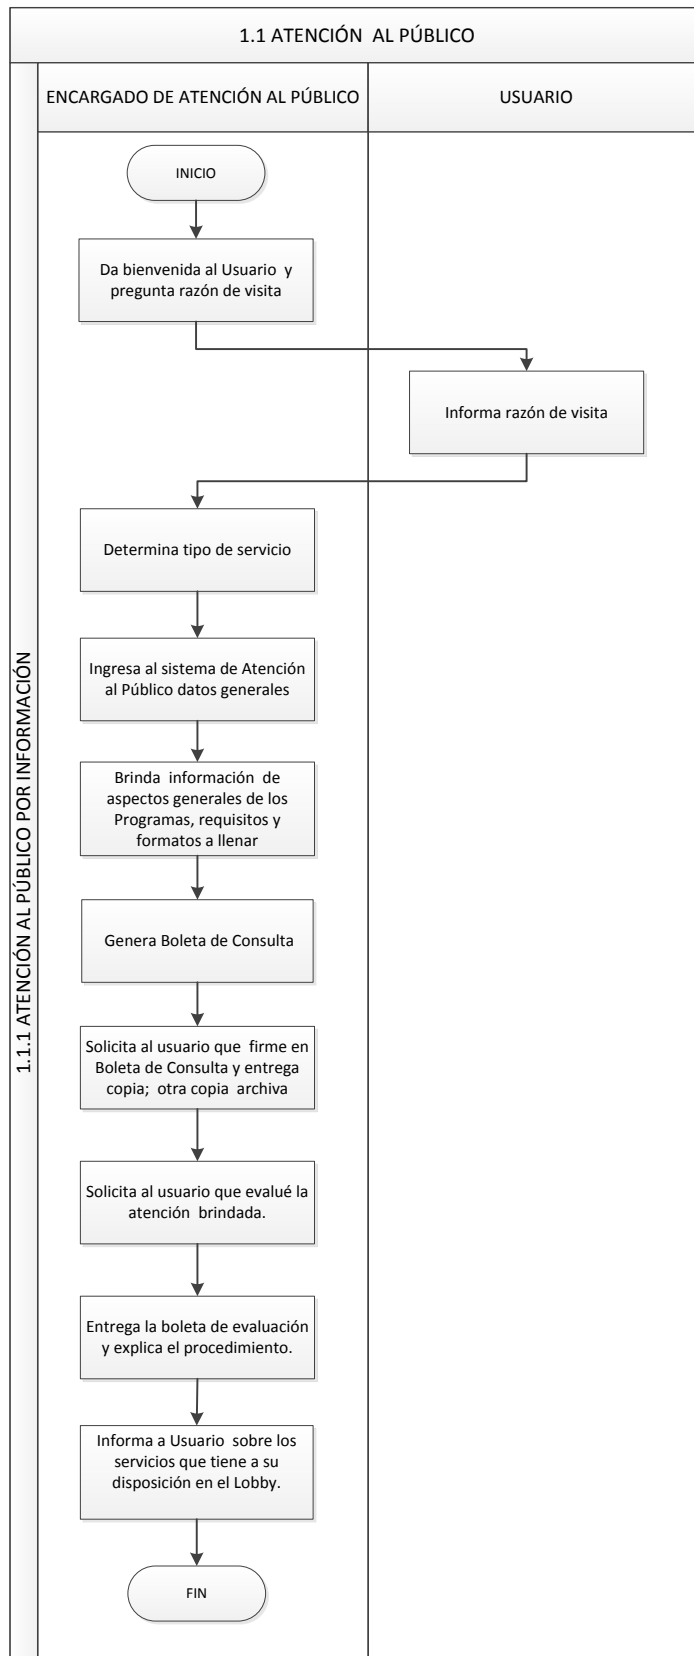 1.1 ATENCIÓN AL PÚBLICO
ENCARGADO DE ATENCIÓN AL PÚBLICO
USUARIO
1.1.1 ATENCIÓN AL PÚBLICO POR INFORMACIÓN
INICIO
Da bienvenida al Usuario y
pregunta razón de visita
Informa razón de visita
Determina tipo de servicio
Ingresa al sistema de Atención
al Público datos generales
Brinda información de
aspectos generales de los
Programas, requisitos y
formatos a llenar
Genera Boleta de Consulta
Solicita al usuario que firme en
Boleta de Consulta y entrega
copia; otra copia archiva
Solicita al usuario que evalué la
atención brindada.
Entrega la boleta de evaluación
y explica el procedimiento.
Informa a Usuario sobre los
servicios que tiene a su
disposición en el Lobby.
FIN